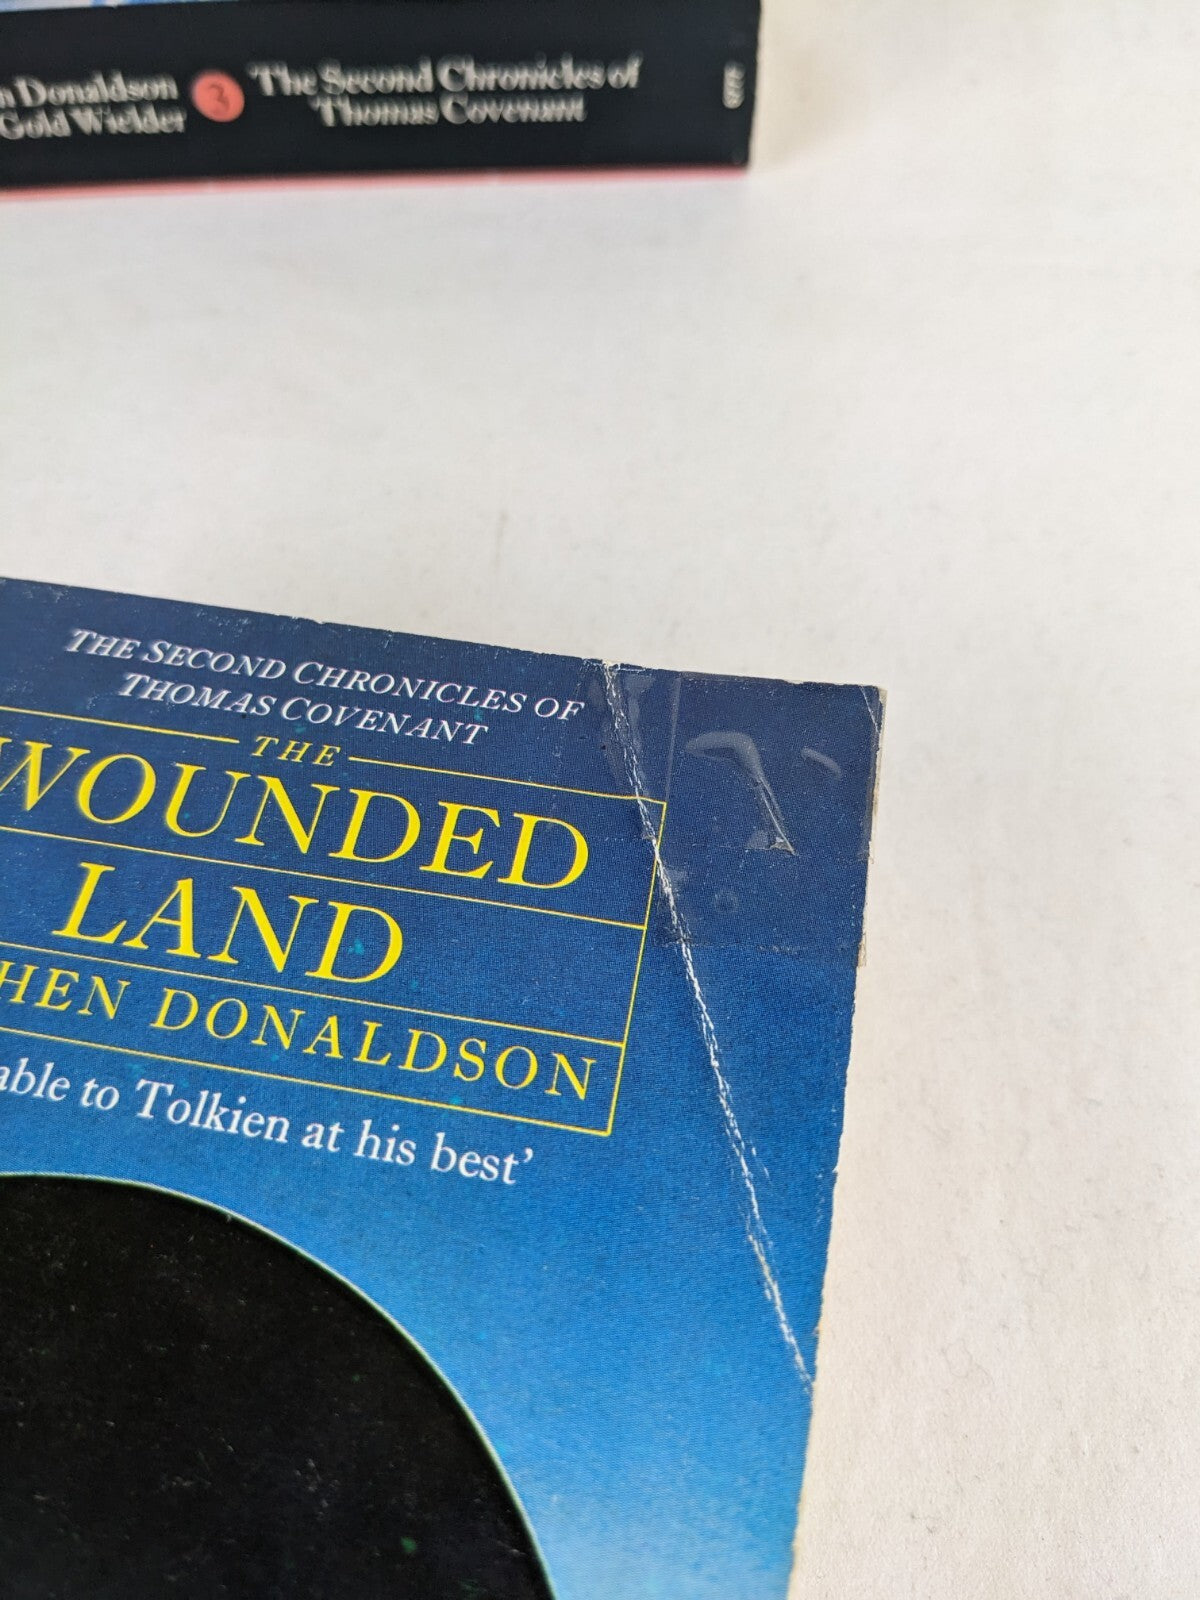 Donaldson
Gold Wielder
3
The Second Chronicles of
Thomas Covenant
THE SECOND CHRONICLES OF
THOMAS COVENANT
THE
WOUNDED
LAND
HEN DONALDSON
able to Tolkien at his best’